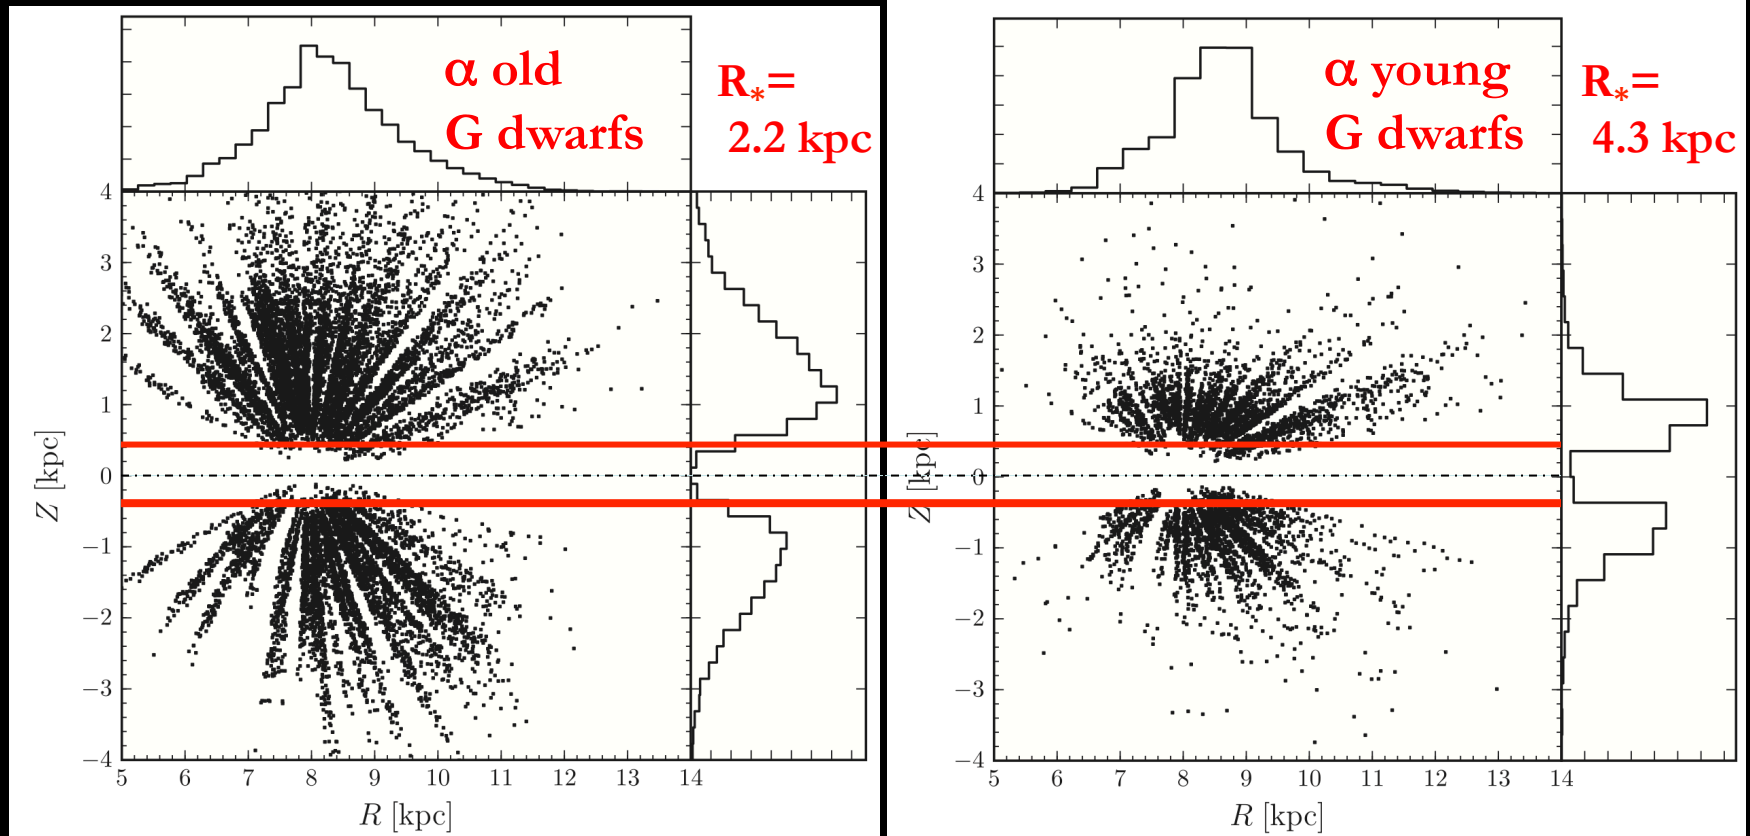 α old
G dwarfs
R*=
2.2 kpc
4
3
2
1
0
−1
−2
−3
−4
Z [kpc]
5 6 7 8 9 10 11 12 13 14
R [kpc]
α young
G dwarfs
R*=
4.3 kpc
4
3
2
1
0
−1
−2
−3
−4
Z [kpc]
5 6 7 8 9 10 11 12 13 14
R [kpc]